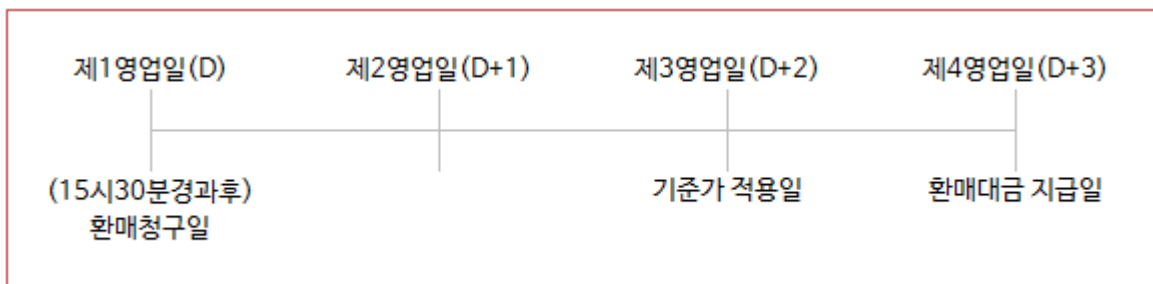 제1영업일(D) 제2영업일(D+1) 제3영업일(D+2) 제4영업일(D+3)
(15시30분경과후) 기준가 적용일 환매대금 지급일
환매청구일